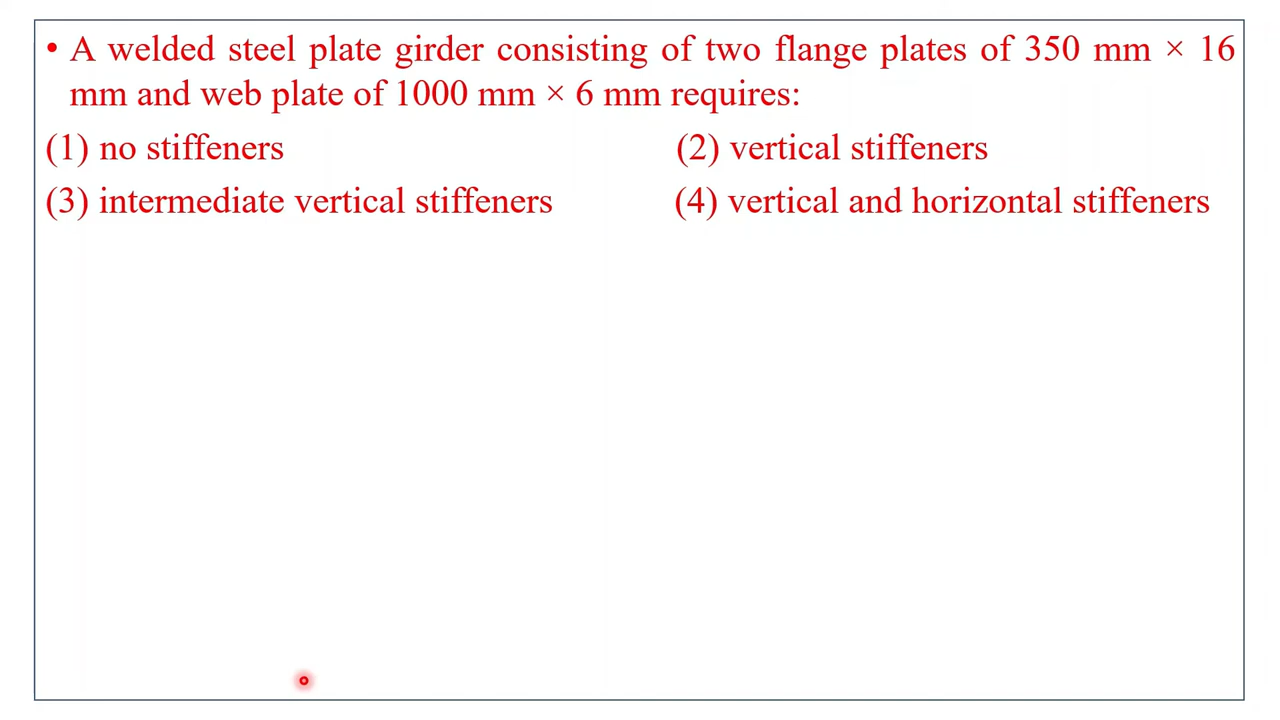 • A welded steel plate girder consisting of two flange plates of 350 mm × 16
mm and web plate of 1000 mm × 6 mm requires:
(1) no stiffeners (2) vertical stiffeners
(3) intermediate vertical stiffeners (4) vertical and horizontal stiffeners